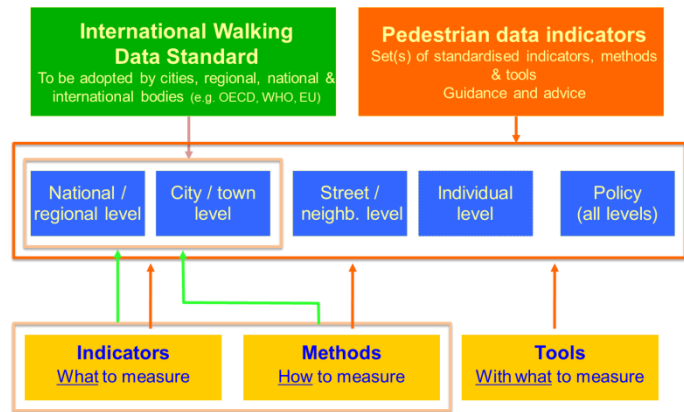 International Walking
Data Standard
To be adopted by cities, regional, national &
international bodies (e.g. OECD, WHO, EU)
Pedestrian data indicators
Set(s) of standardised indicators, methods
& tools
Guidance and advice
National /
regional level
City / town
level
Street /
neighb. level
Individual
level
Policy
(all levels)
Indicators
What to measure
Methods
How to measure
Tools
With what to measure